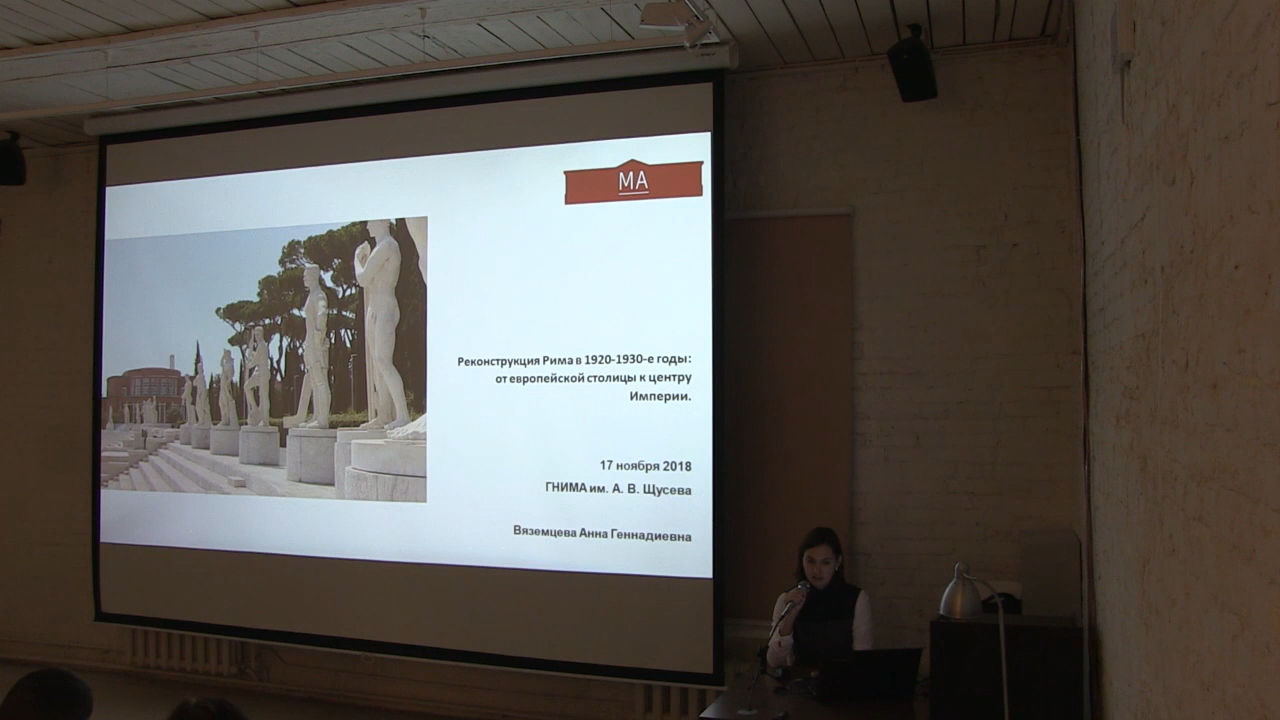 МА
Реконструкция Рима в 1920-1930-е годы:
от европейской столицы к центру
Империи.
17 ноября 2018
ГНИМА им. А. В. Щусева
Вяземцева Анна Геннадиевна